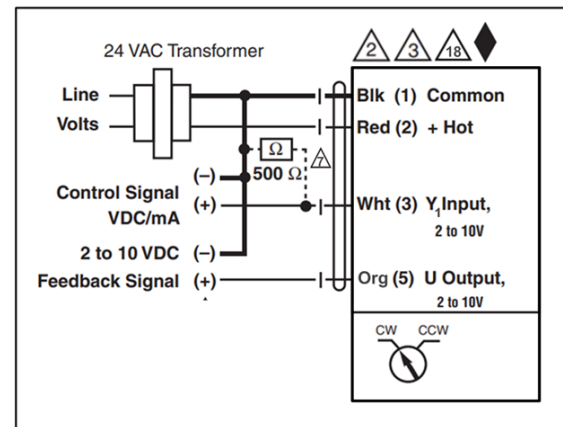 24 VAC Transformer
2 3 18
Line
Volts
Blk (1) Common
Red (2) + Hot
Ω
500 Ω
7
(–)
Control Signal (+)
VDC/mA
Wht (3) Y1 Input,
2 to 10V
2 to 10 VDC (–)
Feedback Signal (+)
Org (5) U Output,
2 to 10V
CW CCW